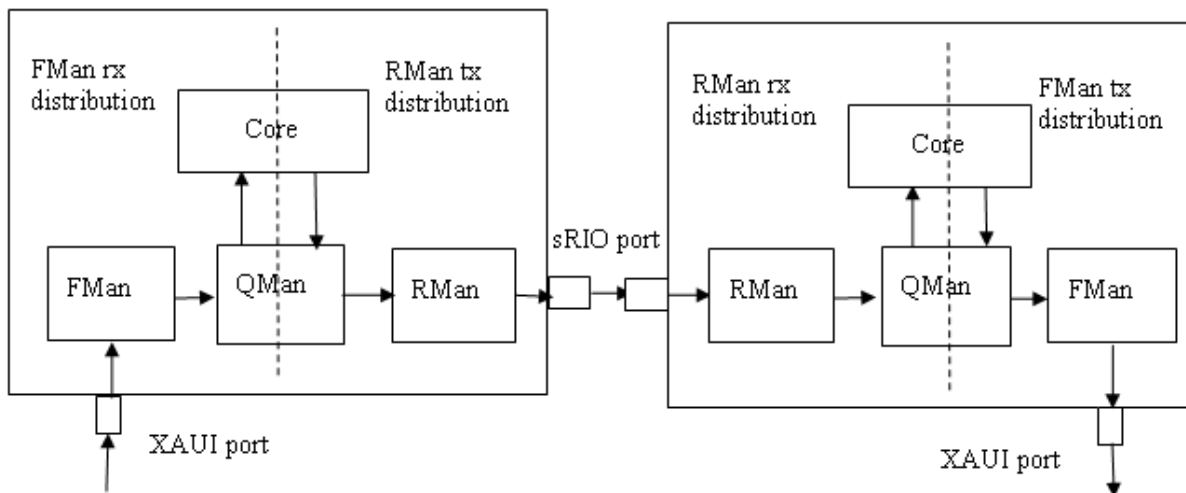 FMan rx
distribution
RMan tx
distribution
Core
FMan
QMan
RMan
XAUI port
sRIO port
RMan rx
distribution
FMan tx
distribution
Core
RMan
QMan
FMan
XAUI port